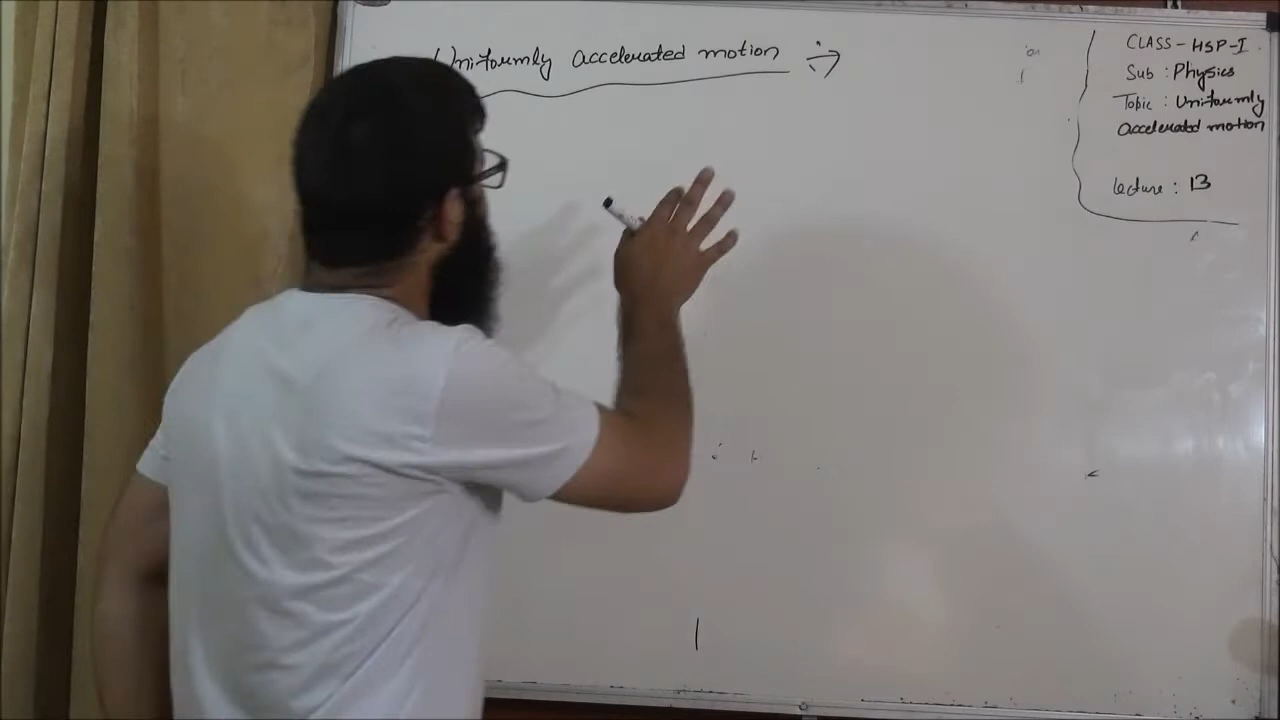 Uniformly accelerated motion
CLASS - HSP-I
Sub : Physics
Topic : Uniformly
accelerated motion
Lecture : 13